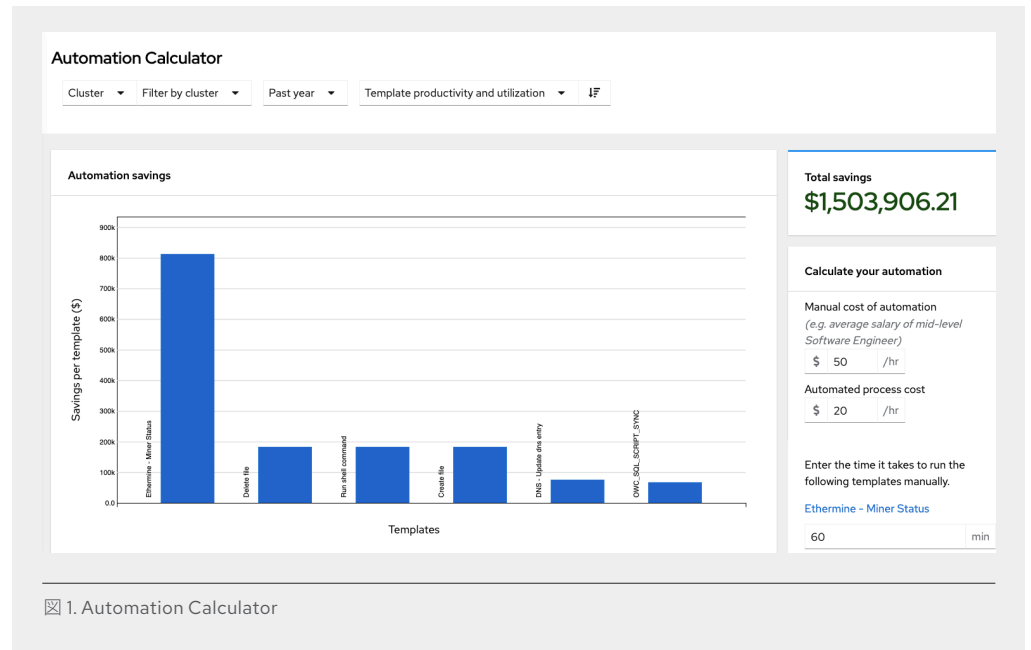 Automation Calculator
Cluster Filter by cluster Past year Template productivity and utilization
Automation savings
Savings per template ($)
900k
800k
700k
600k
500k
400k
300k
200k
100k
0.0
Ethermine - Miner Status
Delete file
Run shell command
Create file
DNS - Update dns entry
OWC_SQL_SCRIPT_SYNC
Templates
Total savings
$1,503,906.21
Calculate your automation
Manual cost of automation
(e.g. average salary of mid-level
Software Engineer)
$ 50 /hr
Automated process cost
$ 20 /hr
Enter the time it takes to run the
following templates manually.
Ethermine - Miner Status
60 min
図 1. Automation Calculator